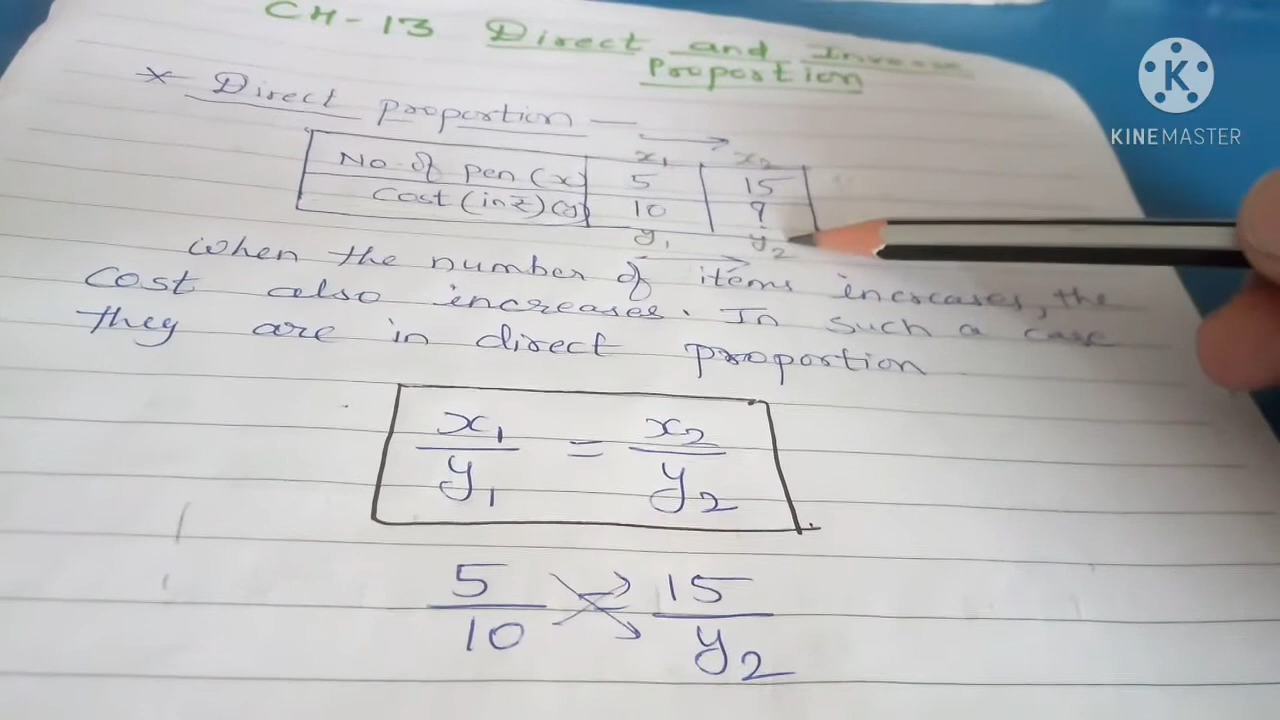 CH-13 Direct and Inverse
Proportion
* Direct proportion —
x₁ x₂
No. of pen (x) 5 15
Cost (in ₹) (y) 10 ?
y₁ y₂
When the number of items increases, the
cost also increases. In such a case
they are in direct proportion
x₁/y₁ = x₂/y₂
5/10 = 15/y₂
K
KINEMASTER